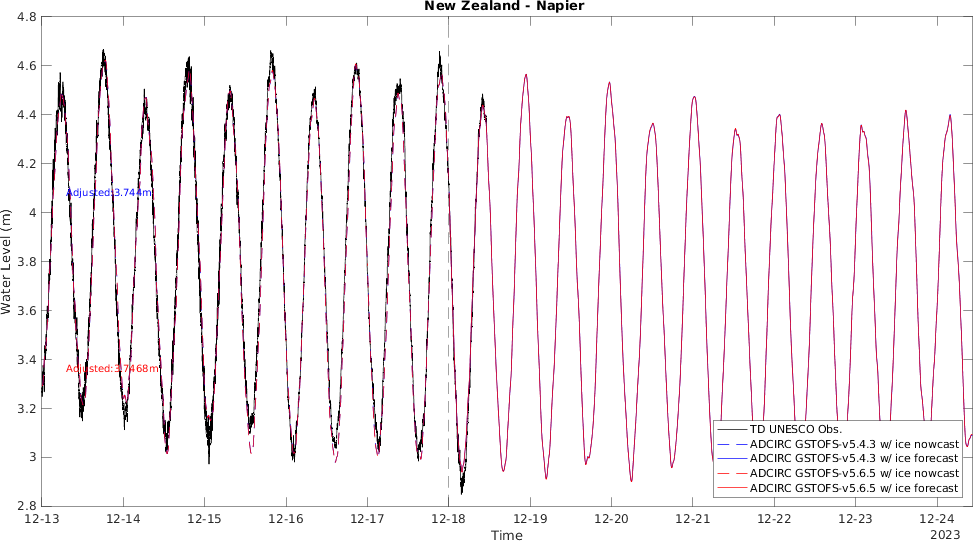 New Zealand - Napier
4.8
4.6
4.4
4.2
4
3.8
3.6
3.4
3.2
3
2.8
Water Level (m)
Adjusted:3.744m
Adjusted:3.7468m
TD UNESCO Obs.
ADCIRC GSTOFS-v5.4.3 w/ ice nowcast
ADCIRC GSTOFS-v5.4.3 w/ ice forecast
ADCIRC GSTOFS-v5.6.5 w/ ice nowcast
ADCIRC GSTOFS-v5.6.5 w/ ice forecast
12-13 12-14 12-15 12-16 12-17 12-18 12-19 12-20 12-21 12-22 12-23 12-24
Time
2023